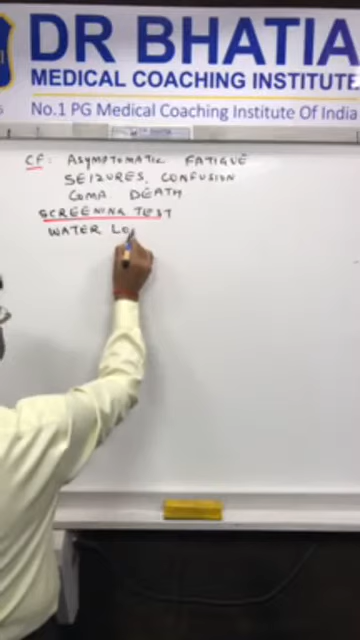 DR BHATIA
MEDICAL COACHING INSTITUTE
No.1 PG Medical Coaching Institute Of India
CF: ASYMPTOMATIC FATIGUE
SEIZURES, CONFUSION
COMA DEATH
SCREENING TEST
WATER LO